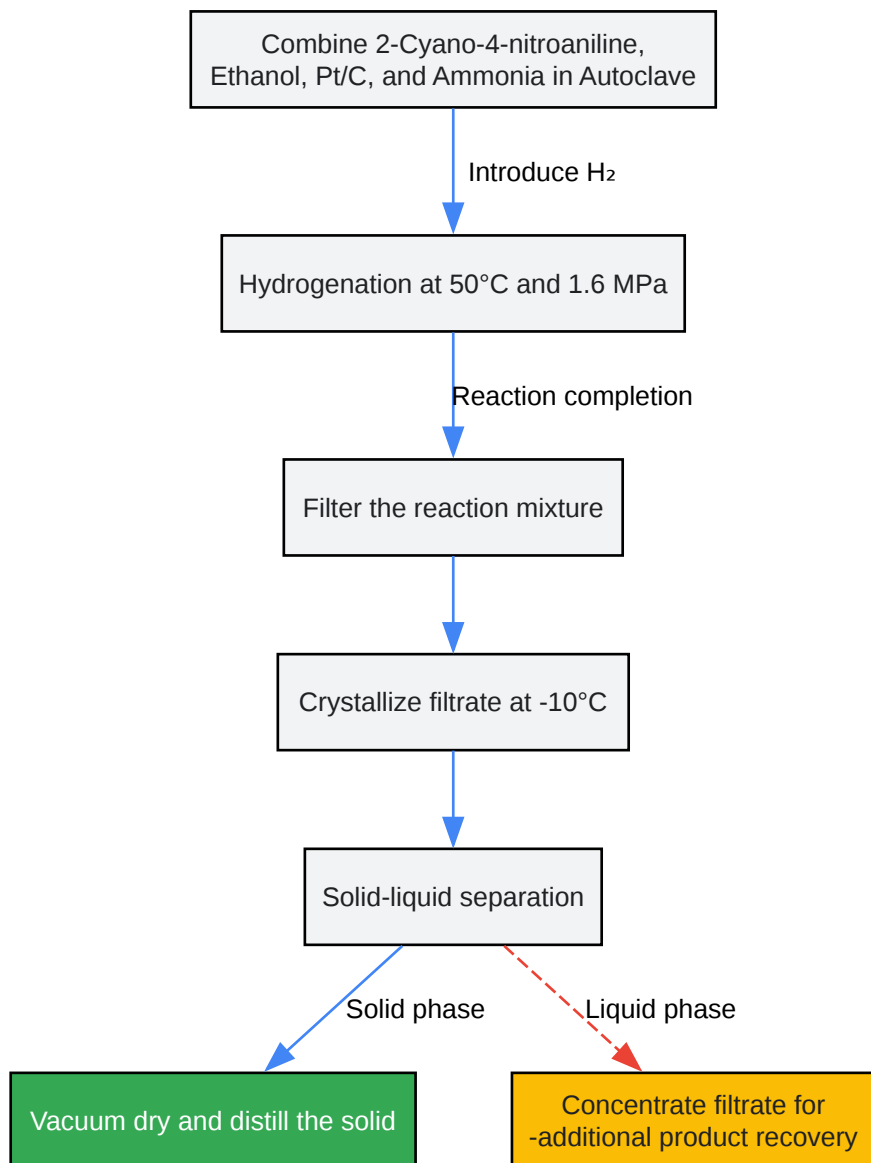 Combine 2-Cyano-4-nitroaniline,
Ethanol, Pt/C, and Ammonia in Autoclave
Introduce H₂
Hydrogenation at 50°C and 1.6 MPa
Reaction completion
Filter the reaction mixture
Crystallize filtrate at -10°C
Solid-liquid separation
Solid phase
Liquid phase
Vacuum dry and distill the solid
Concentrate filtrate for
-additional product recovery